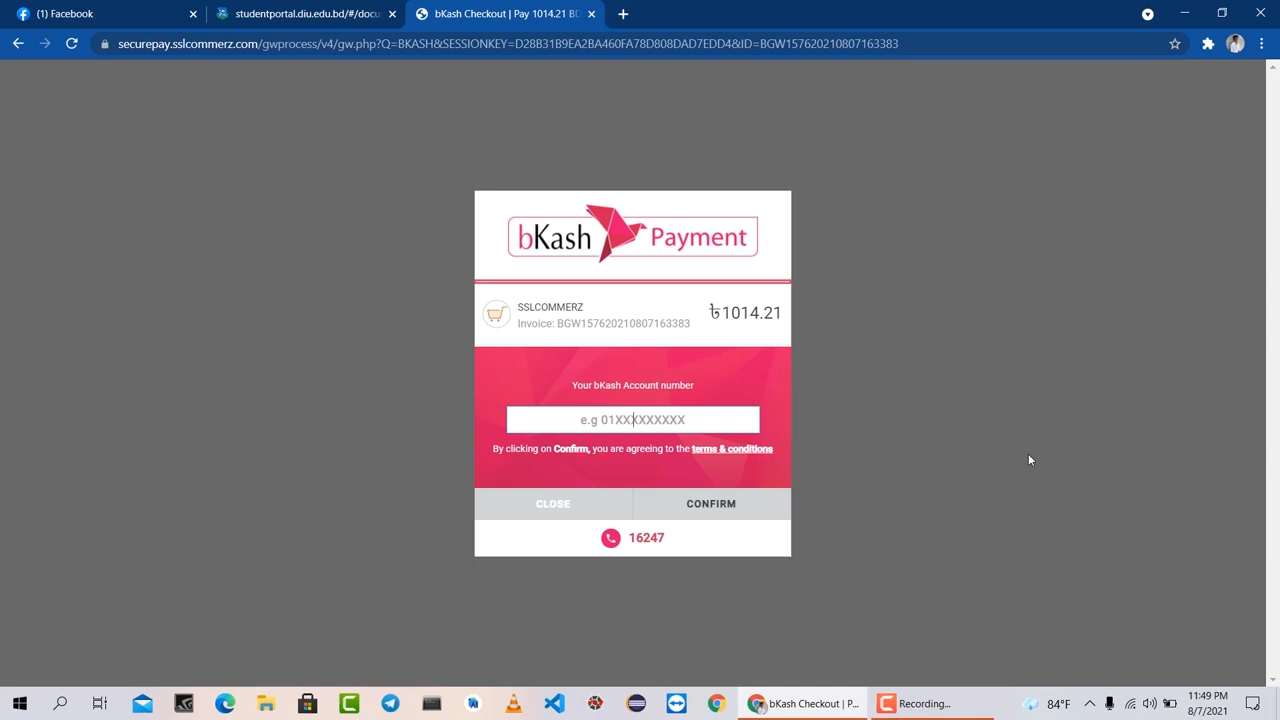 (1) Facebook
studentportal.diu.edu.bd/#/docu
bKash Checkout | Pay 1014.21 BD
securepay.sslcommerz.com/gwprocess/v4/gw.php?Q=BKASH&SESSIONKEY=D28B31B9EA2BA460FA78D808DAD7EDD4&ID=BGW157620210807163383
bKash Payment
SSLCOMMERZ
৳1014.21
Invoice: BGW157620210807163383
Your bKash Account number
e.g 01XXXXXXXXX
By clicking on Confirm, you are agreeing to the terms & conditions
CLOSE
CONFIRM
16247
bKash Checkout | P...
Recording...
84°F
11:49 PM
8/7/2021